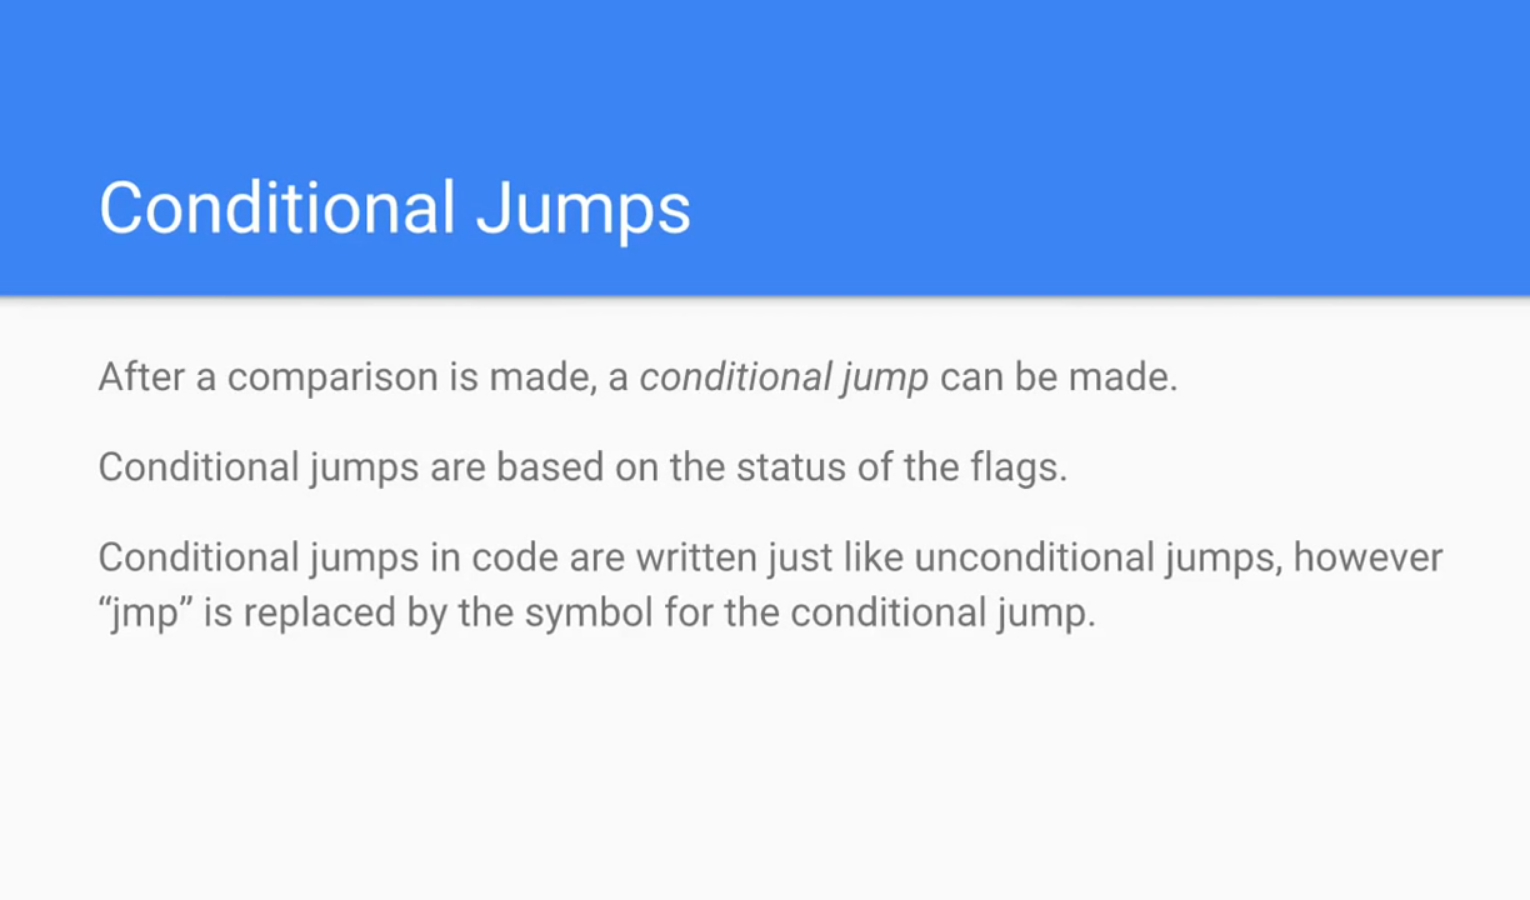 Conditional Jumps
After a comparison is made, a conditional jump can be made.
Conditional jumps are based on the status of the flags.
Conditional jumps in code are written just like unconditional jumps, however
“jmp” is replaced by the symbol for the conditional jump.